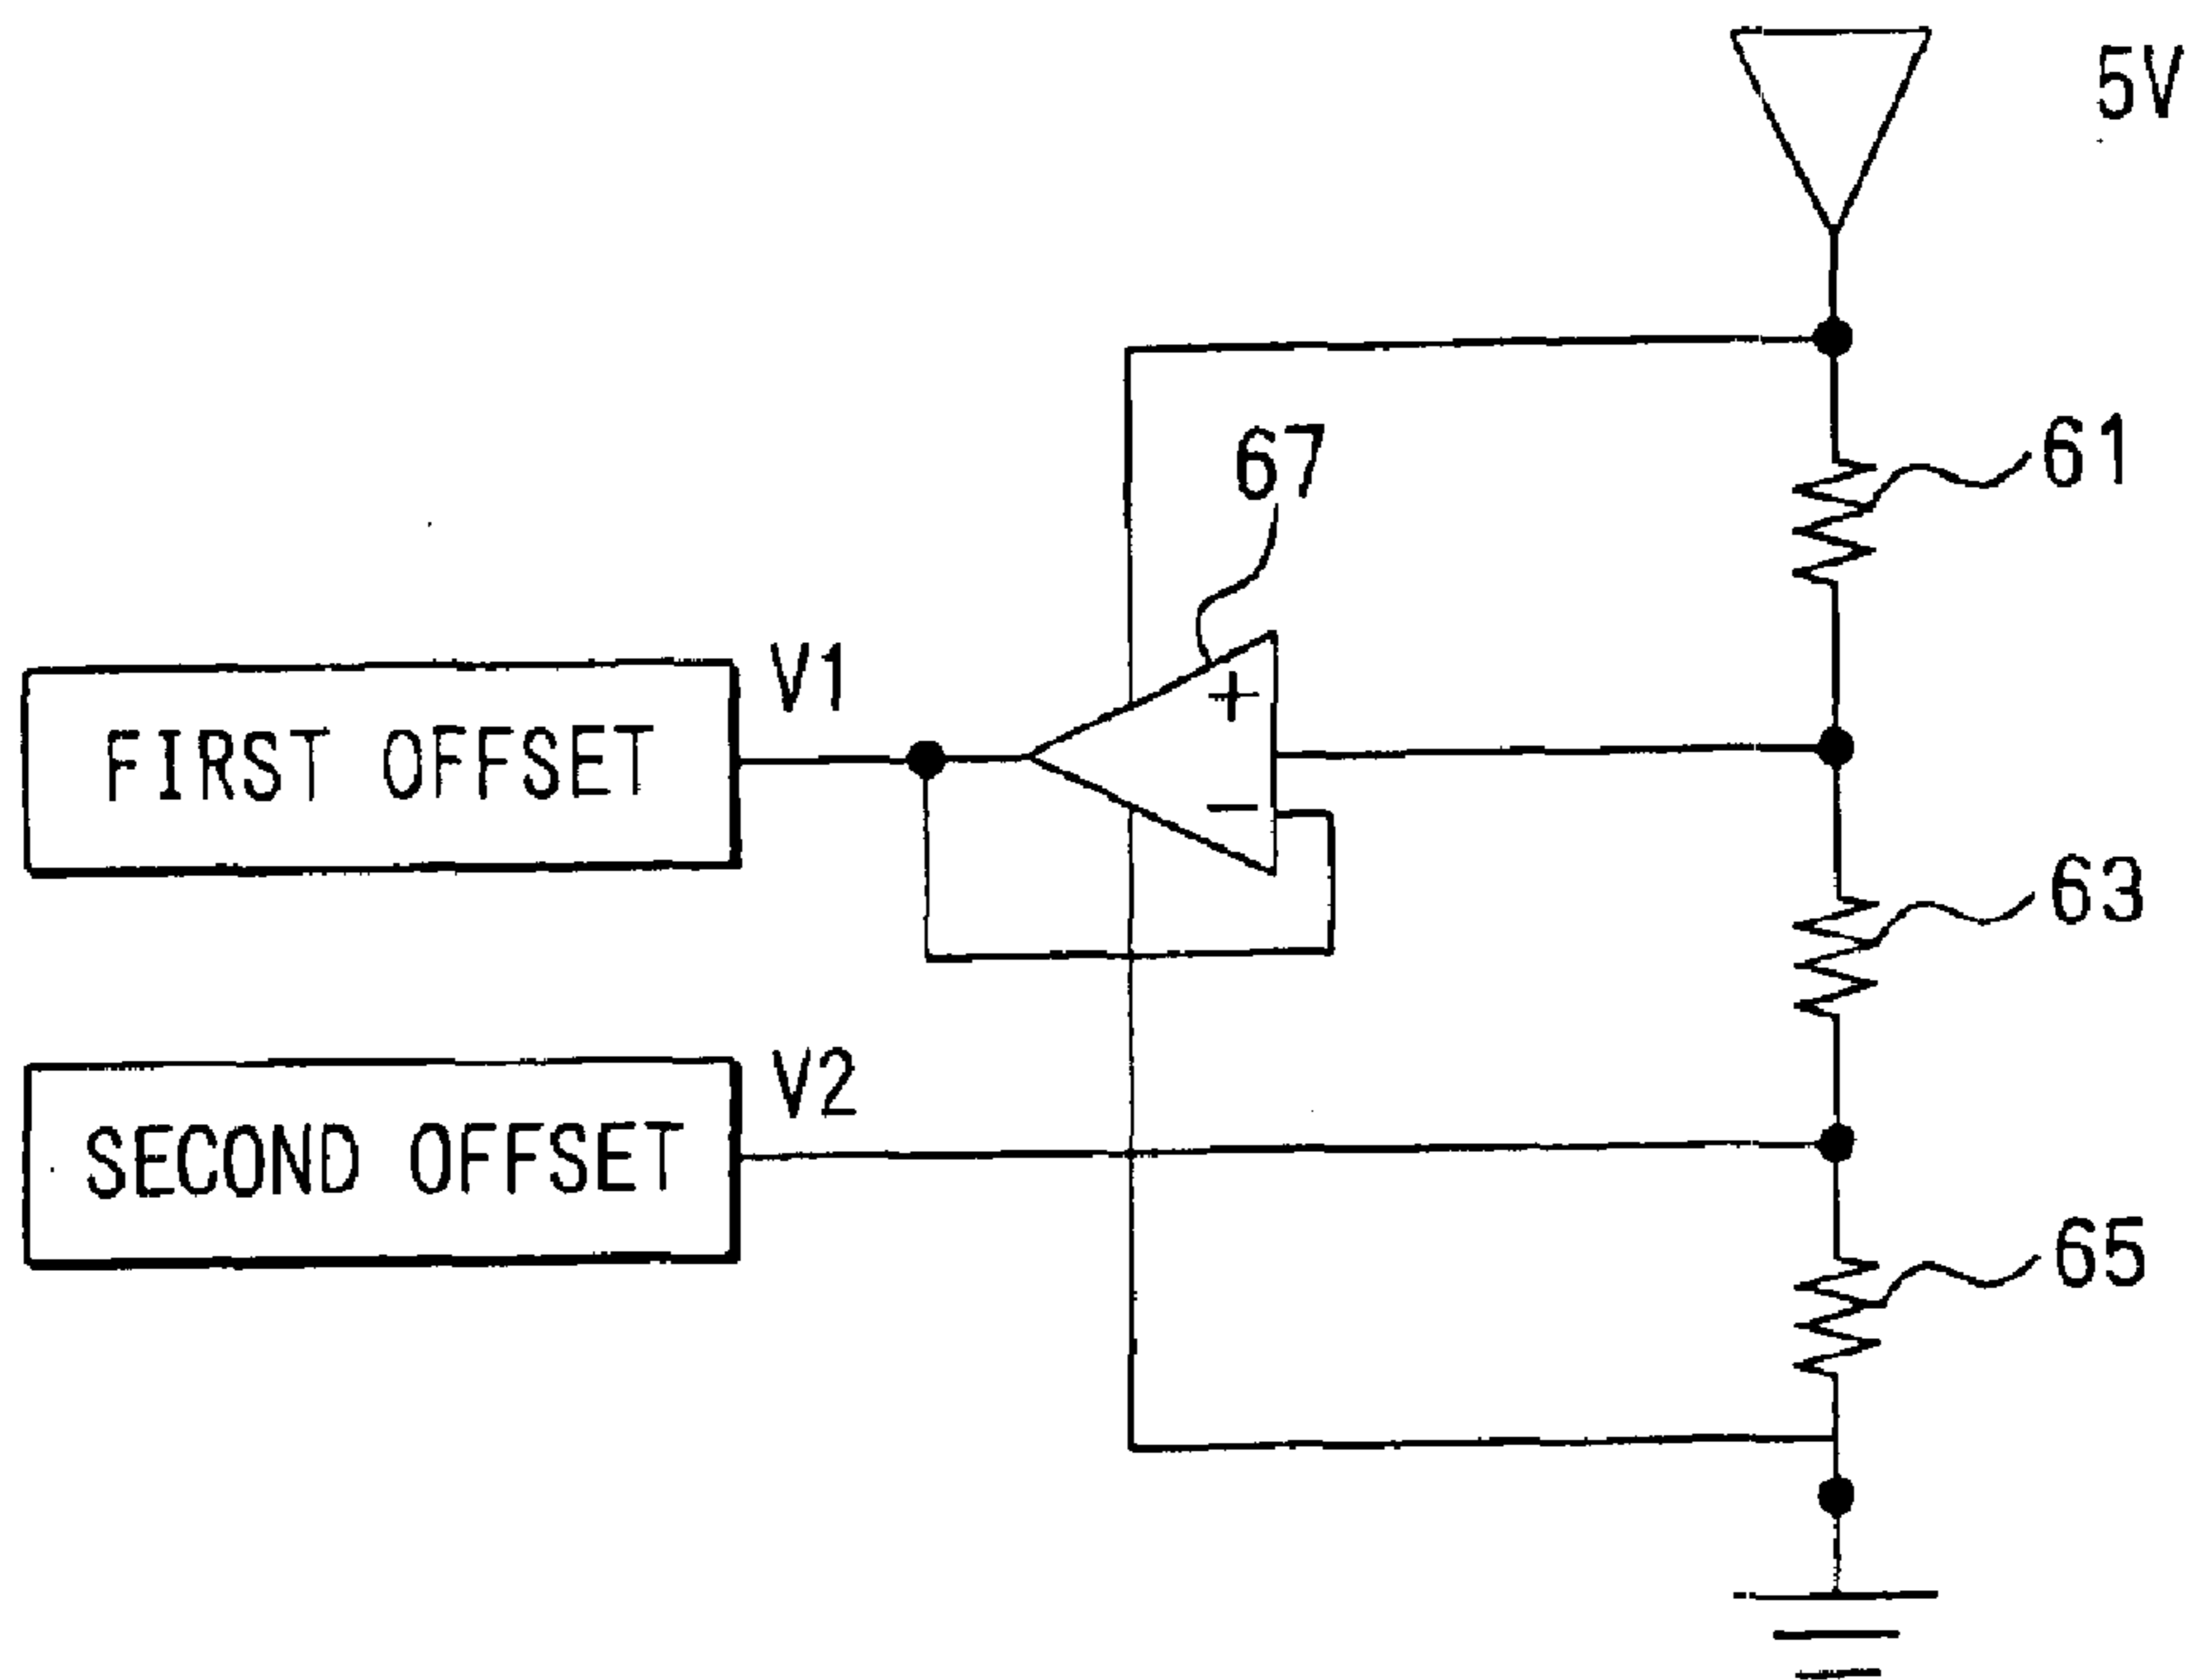 5V
61
67
V1
FIRST OFFSET
+
−
63
V2
SECOND OFFSET
65